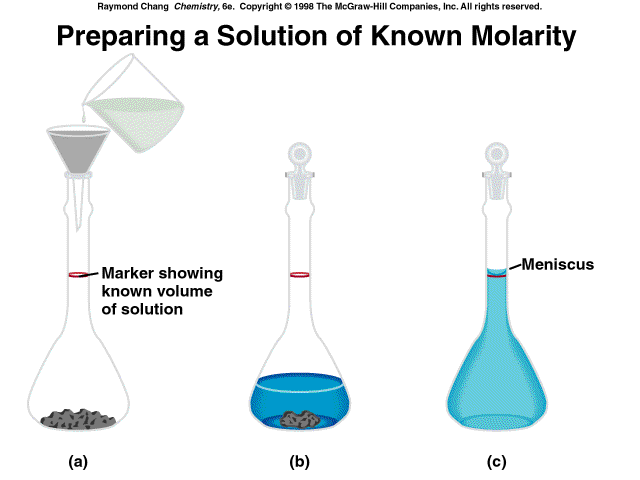 Raymond Chang Chemistry, 6e. Copyright © 1998 The McGraw-Hill Companies, Inc. All rights reserved.
Preparing a Solution of Known Molarity
Marker showing
known volume
of solution
Meniscus
(a)
(b)
(c)